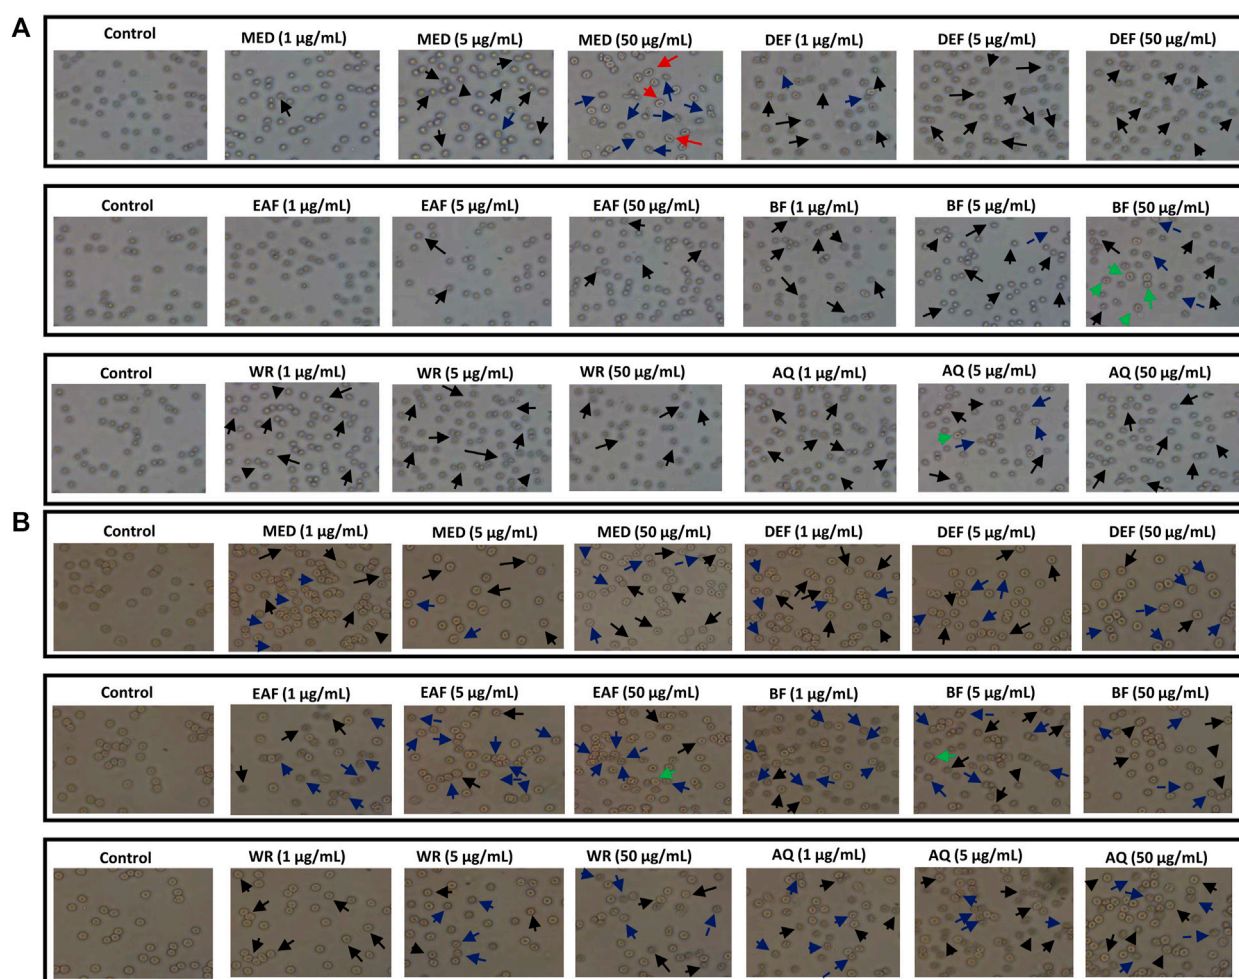 A
Control MED (1 µg/mL) MED (5 µg/mL) MED (50 µg/mL) DEF (1 µg/mL) DEF (5 µg/mL) DEF (50 µg/mL)
Control EAF (1 µg/mL) EAF (5 µg/mL) EAF (50 µg/mL) BF (1 µg/mL) BF (5 µg/mL) BF (50 µg/mL)
Control WR (1 µg/mL) WR (5 µg/mL) WR (50 µg/mL) AQ (1 µg/mL) AQ (5 µg/mL) AQ (50 µg/mL)
B
Control MED (1 µg/mL) MED (5 µg/mL) MED (50 µg/mL) DEF (1 µg/mL) DEF (5 µg/mL) DEF (50 µg/mL)
Control EAF (1 µg/mL) EAF (5 µg/mL) EAF (50 µg/mL) BF (1 µg/mL) BF (5 µg/mL) BF (50 µg/mL)
Control WR (1 µg/mL) WR (5 µg/mL) WR (50 µg/mL) AQ (1 µg/mL) AQ (5 µg/mL) AQ (50 µg/mL)